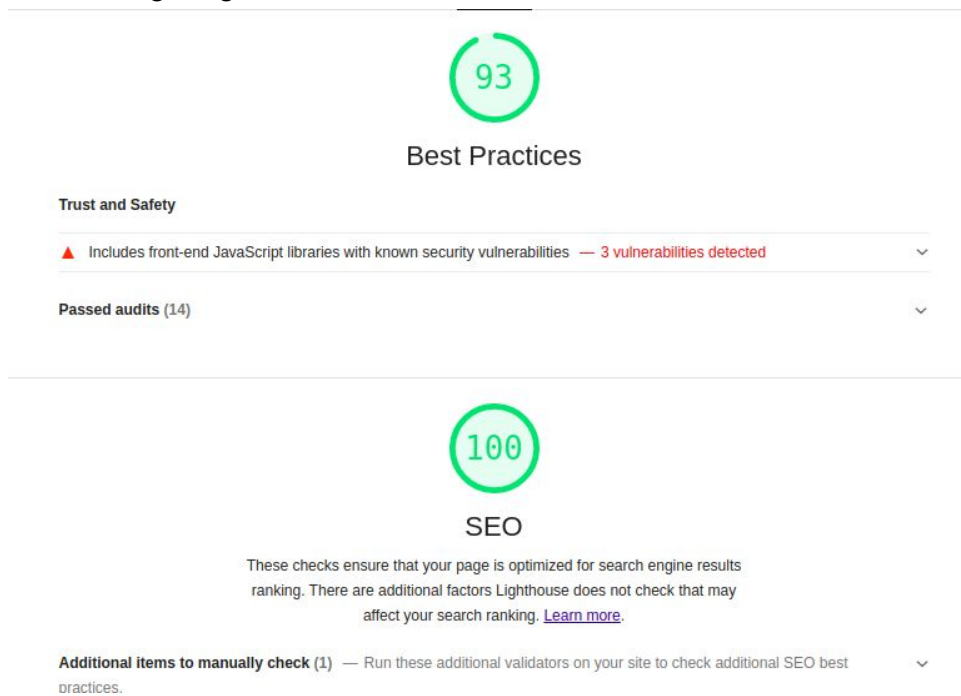 93
Best Practices
Trust and Safety
Includes front-end JavaScript libraries with known security vulnerabilities — 3 vulnerabilities detected
Passed audits (14)
100
SEO
These checks ensure that your page is optimized for search engine results
ranking. There are additional factors Lighthouse does not check that may
affect your search ranking. Learn more.
Additional items to manually check (1) — Run these additional validators on your site to check additional SEO best
practices.